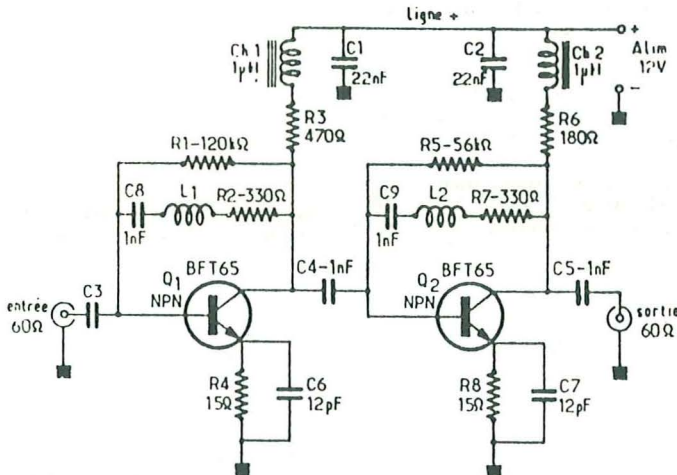 Ligne +
Ch 1
1µH
C1
22nF
C2
22nF
Ch 2
1µH
+
Alim
12V
-
R3
470Ω
R6
180Ω
R1-120kΩ
R5-56kΩ
C8
L1
R2-330Ω
1nF
C9
L2
R7-330Ω
1nF
Q1
BFT65
NPN
C4-1nF
Q2
BFT65
NPN
C5-1nF
entrée
60Ω
C3
sortie
60Ω
R4
15Ω
C6
12pF
R8
15Ω
C7
12pF